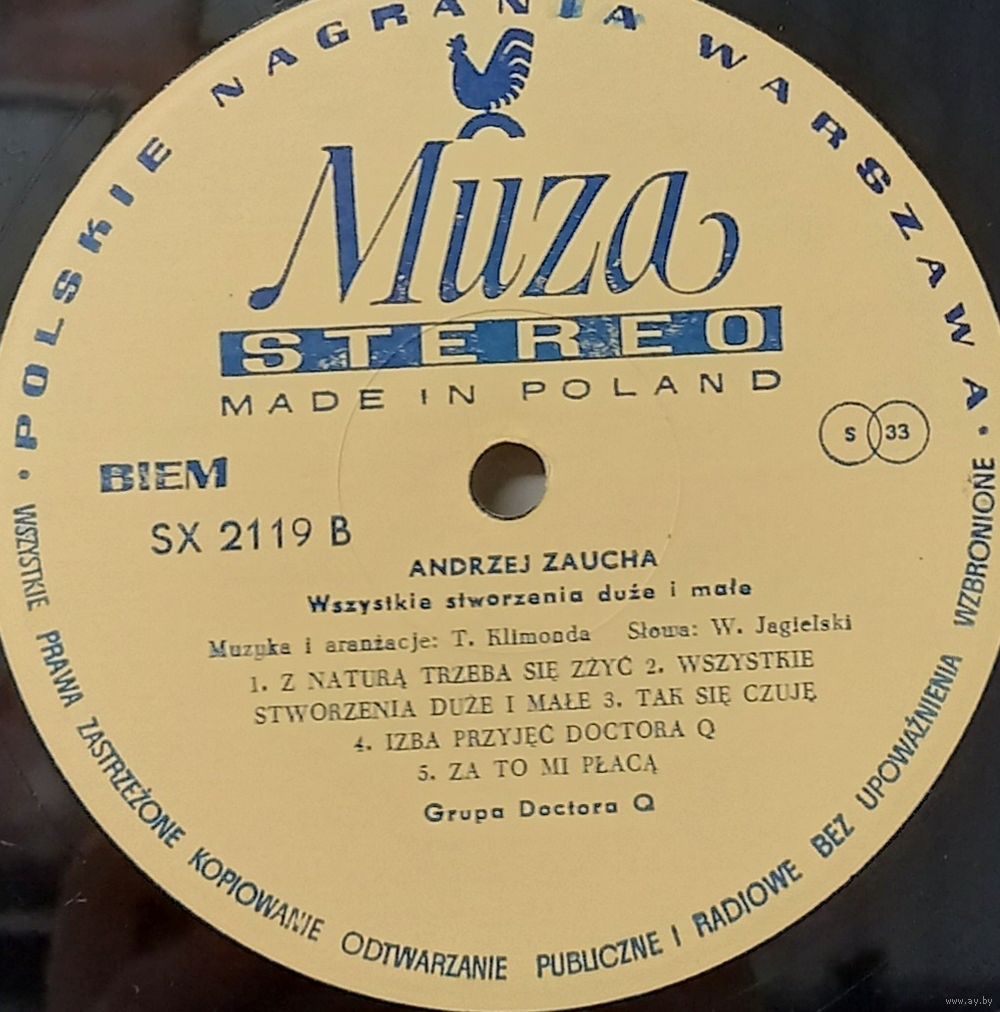 • POLSKIE NAGRANIA WARSZAWA •
Muza
STEREO
MADE IN POLAND
S 33
BIEM
SX 2119 B
ANDRZEJ ZAUCHA
Wszystkie stworzenia duże i małe
Muzyka i aranżacje: T. Klimonda Słowa: W. Jagielski
1. Z NATURĄ TRZEBA SIĘ ZŻYĆ 2. WSZYSTKIE
STWORZENIA DUŻE I MAŁE 3. TAK SIĘ CZUJĘ
4. IZBA PRZYJĘĆ DOCTORA Q
5. ZA TO MI PŁACĄ
Grupa Doctora Q
WSZYSTKIE PRAWA ZASTRZEŻONE KOPIOWANIE ODTWARZANIE PUBLICZNE I RADIOWE BEZ UPOWAŻNIENIA WZBRONIONE
www.ay.by